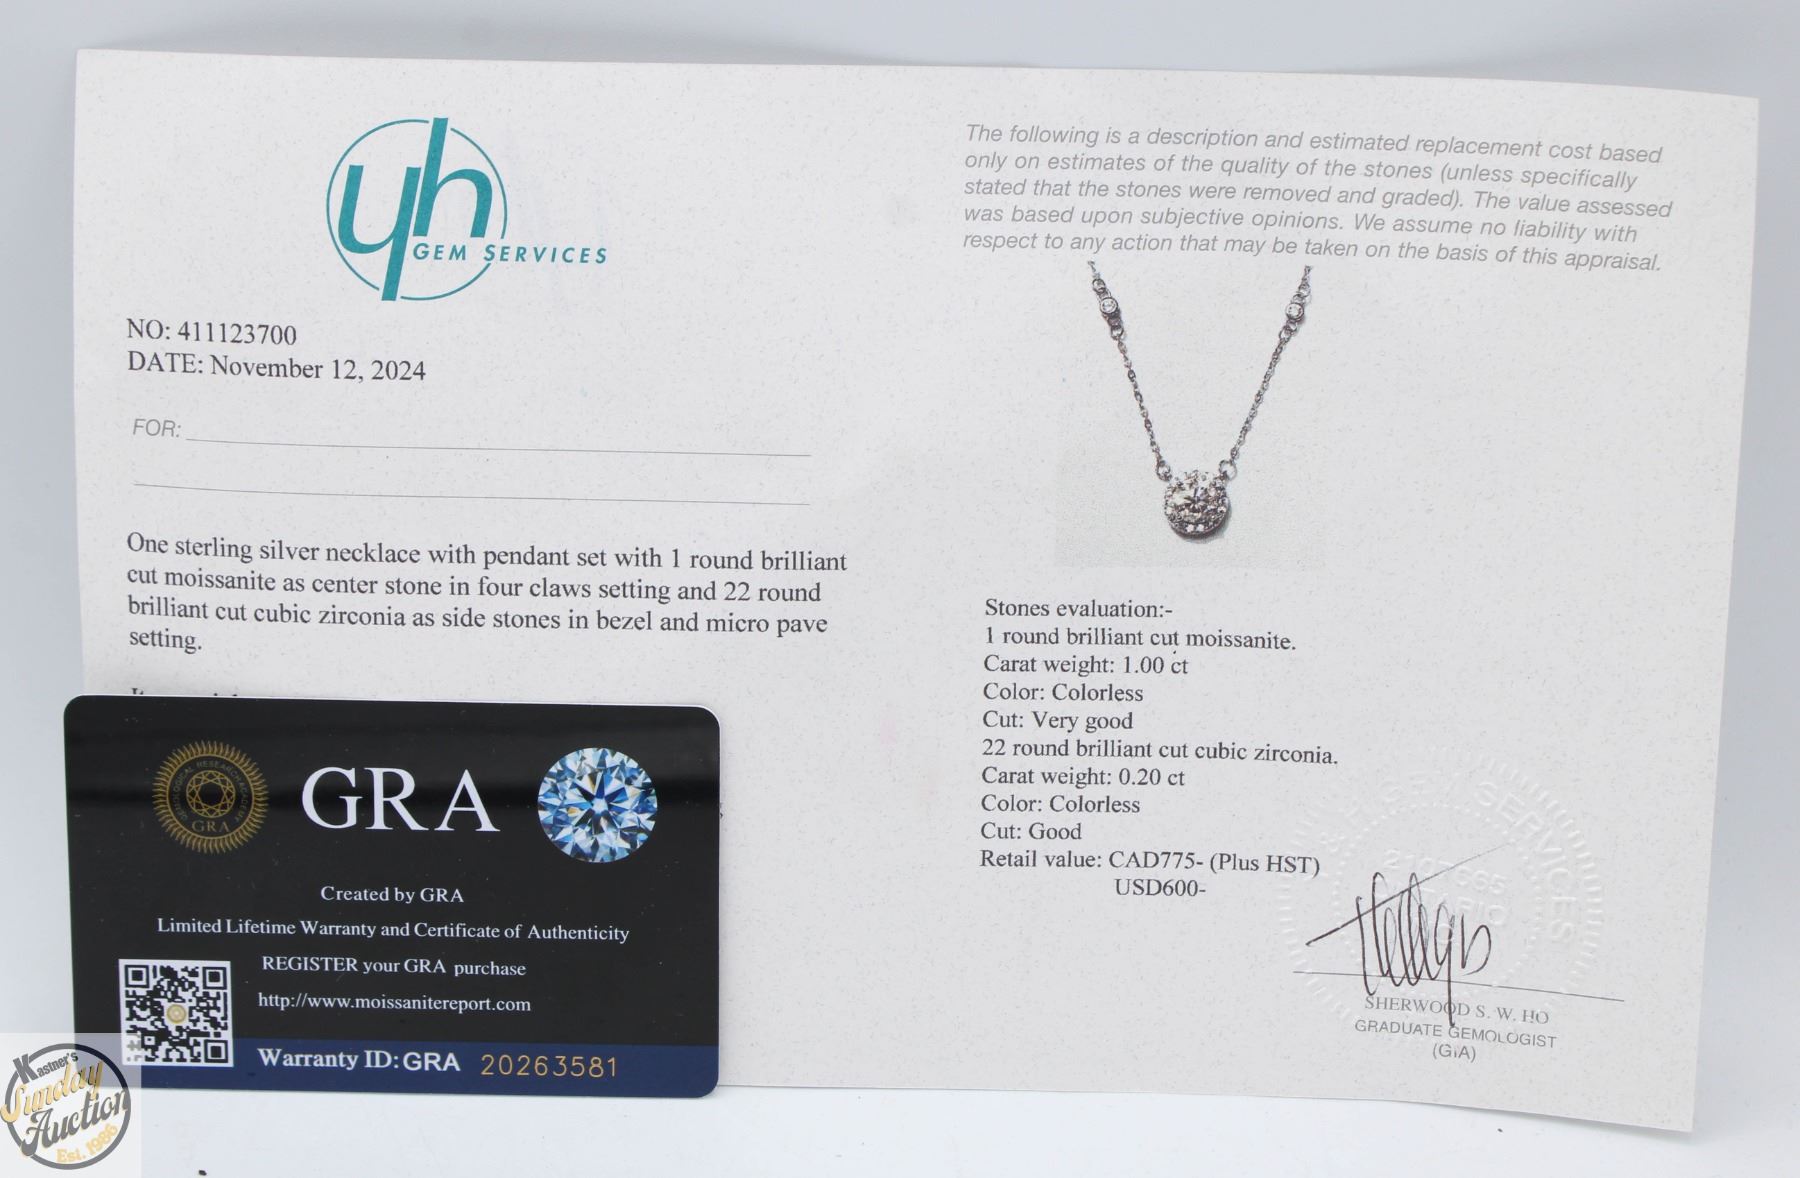 yh
GEM SERVICES
NO: 411123700
DATE: November 12, 2024
FOR:
One sterling silver necklace with pendant set with 1 round brilliant
cut moissanite as center stone in four claws setting and 22 round
brilliant cut cubic zirconia as side stones in bezel and micro pave
setting.
The following is a description and estimated replacement cost based
only on estimates of the quality of the stones (unless specifically
stated that the stones were removed and graded). The value assessed
was based upon subjective opinions. We assume no liability with
respect to any action that may be taken on the basis of this appraisal.
Stones evaluation:-
1 round brilliant cut moissanite.
Carat weight: 1.00 ct
Color: Colorless
Cut: Very good
22 round brilliant cut cubic zirconia.
Carat weight: 0.20 ct
Color: Colorless
Cut: Good
Retail value: CAD775- (Plus HST)
USD600-
SERVICES
2107665
ONTARIO
SHERWOOD S. W. HO
GRADUATE GEMOLOGIST
(GIA)
GEMOLOGICAL RESEARCH ACADEMY
GRA
GRA
Created by GRA
Limited Lifetime Warranty and Certificate of Authenticity
REGISTER your GRA purchase
http://www.moissanitereport.com
Warranty ID: GRA 20263581
Kastner's
Sunday
Auction
Est. 1986